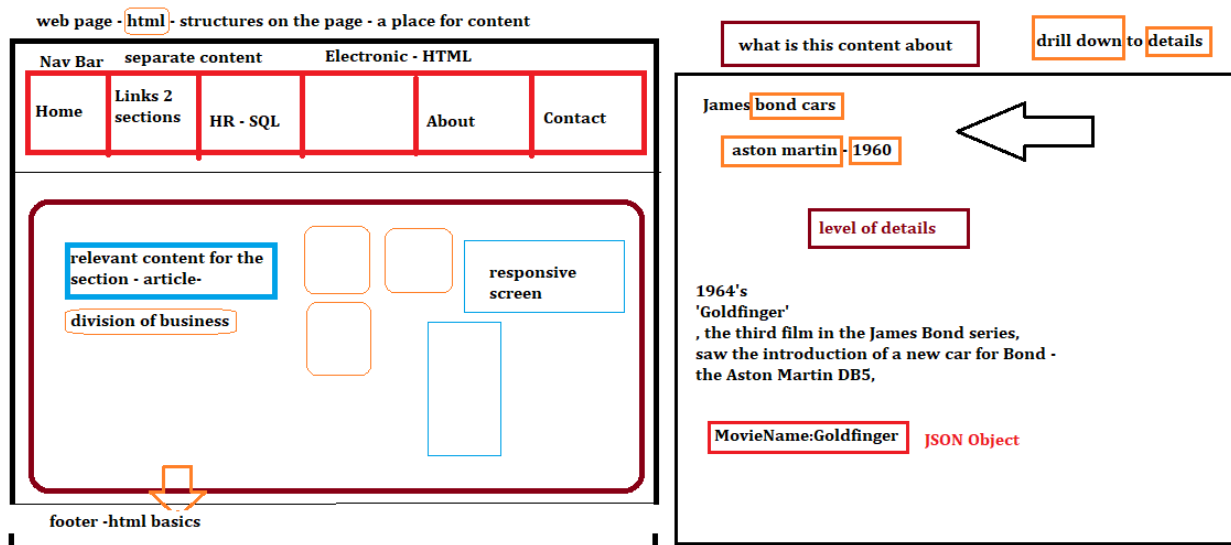 web page - html - structures on the page - a place for content
Nav Bar
separate content
Electronic - HTML
Home
Links 2
sections
HR - SQL
About
Contact
relevant content for the
section - article-
division of business
responsive
screen
footer -html basics
what is this content about
drill down to details
James bond cars
aston martin - 1960
level of details
1964's
'Goldfinger'
, the third film in the James Bond series,
saw the introduction of a new car for Bond -
the Aston Martin DB5,
MovieName:Goldfinger
JSON Object